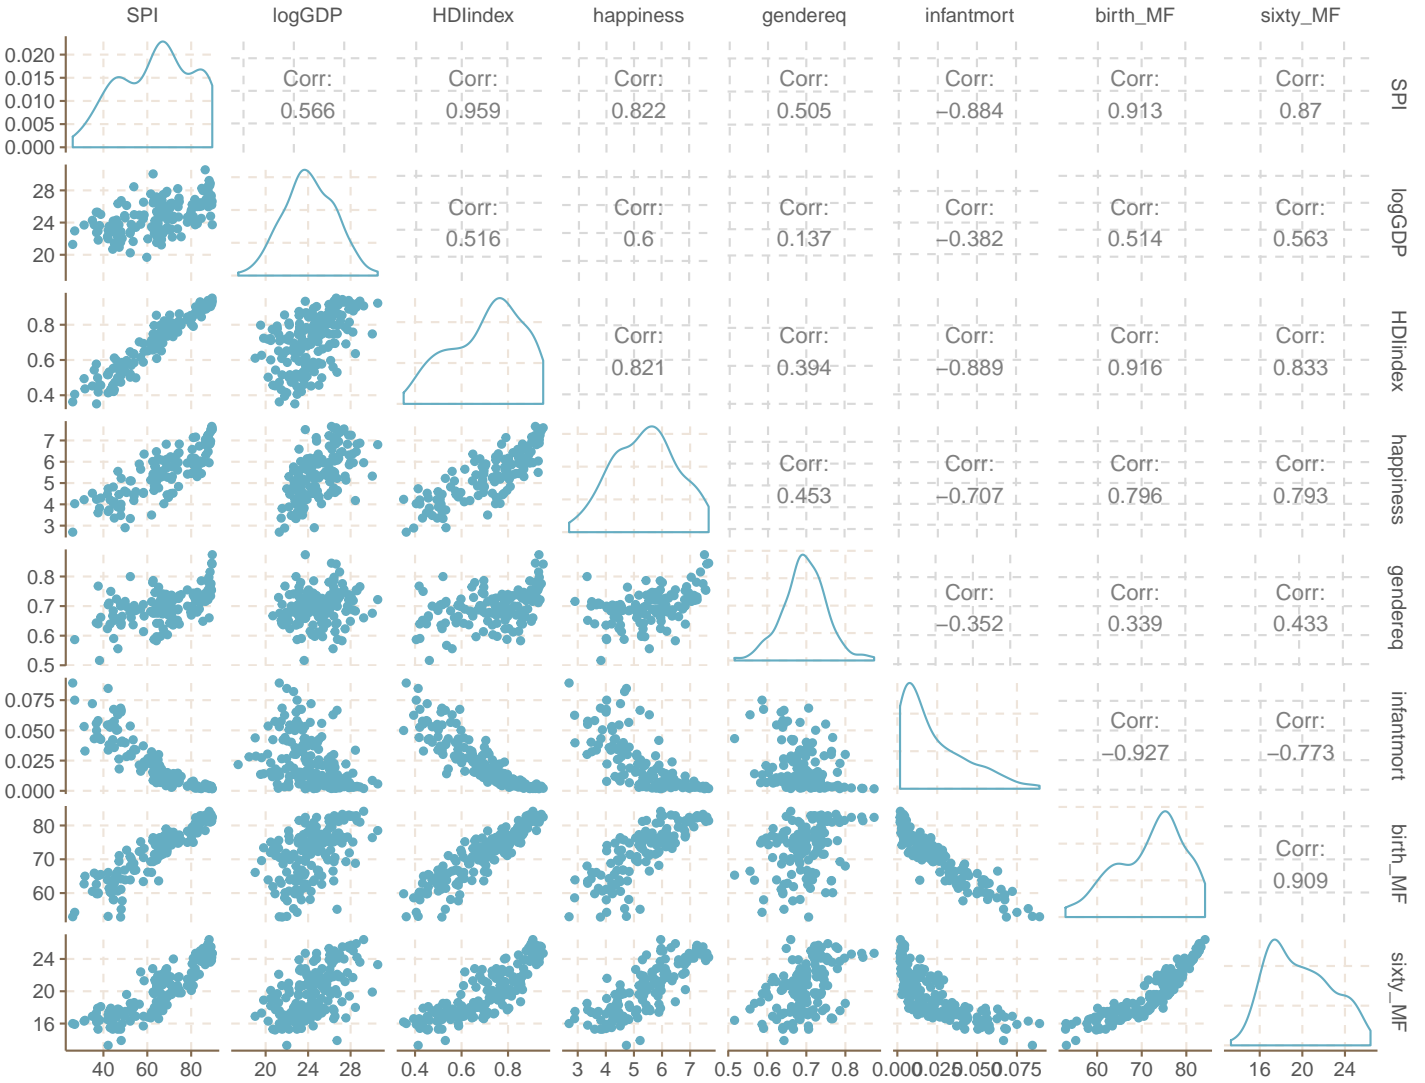 SPI logGDP HDIindex happiness gendereq infantmort birth_MF sixty_MF
0.020
0.015
0.010
0.005
0.000
Corr: Corr: Corr: Corr: Corr: Corr: Corr:
0.566 0.959 0.822 0.505 −0.884 0.913 0.87
SPI
28
24
20
Corr: Corr: Corr: Corr: Corr: Corr:
0.516 0.6 0.137 −0.382 0.514 0.563
logGDP
0.8
0.6
0.4
Corr: Corr: Corr: Corr: Corr:
0.821 0.394 −0.889 0.916 0.833
HDIindex
7
6
5
4
3
Corr: Corr: Corr: Corr:
0.453 −0.707 0.796 0.793
happiness
0.8
0.7
0.6
0.5
Corr: Corr: Corr:
−0.352 0.339 0.433
gendereq
0.075
0.050
0.025
0.000
Corr: Corr:
−0.927 −0.773
infantmort
80
70
60
Corr:
0.909
birth_MF
24
20
16
sixty_MF
40 60 80 20 24 28 0.4 0.6 0.8 3 4 5 6 7 0.5 0.6 0.7 0.8 0.000 0.025 0.050 0.075 60 70 80 16 20 24